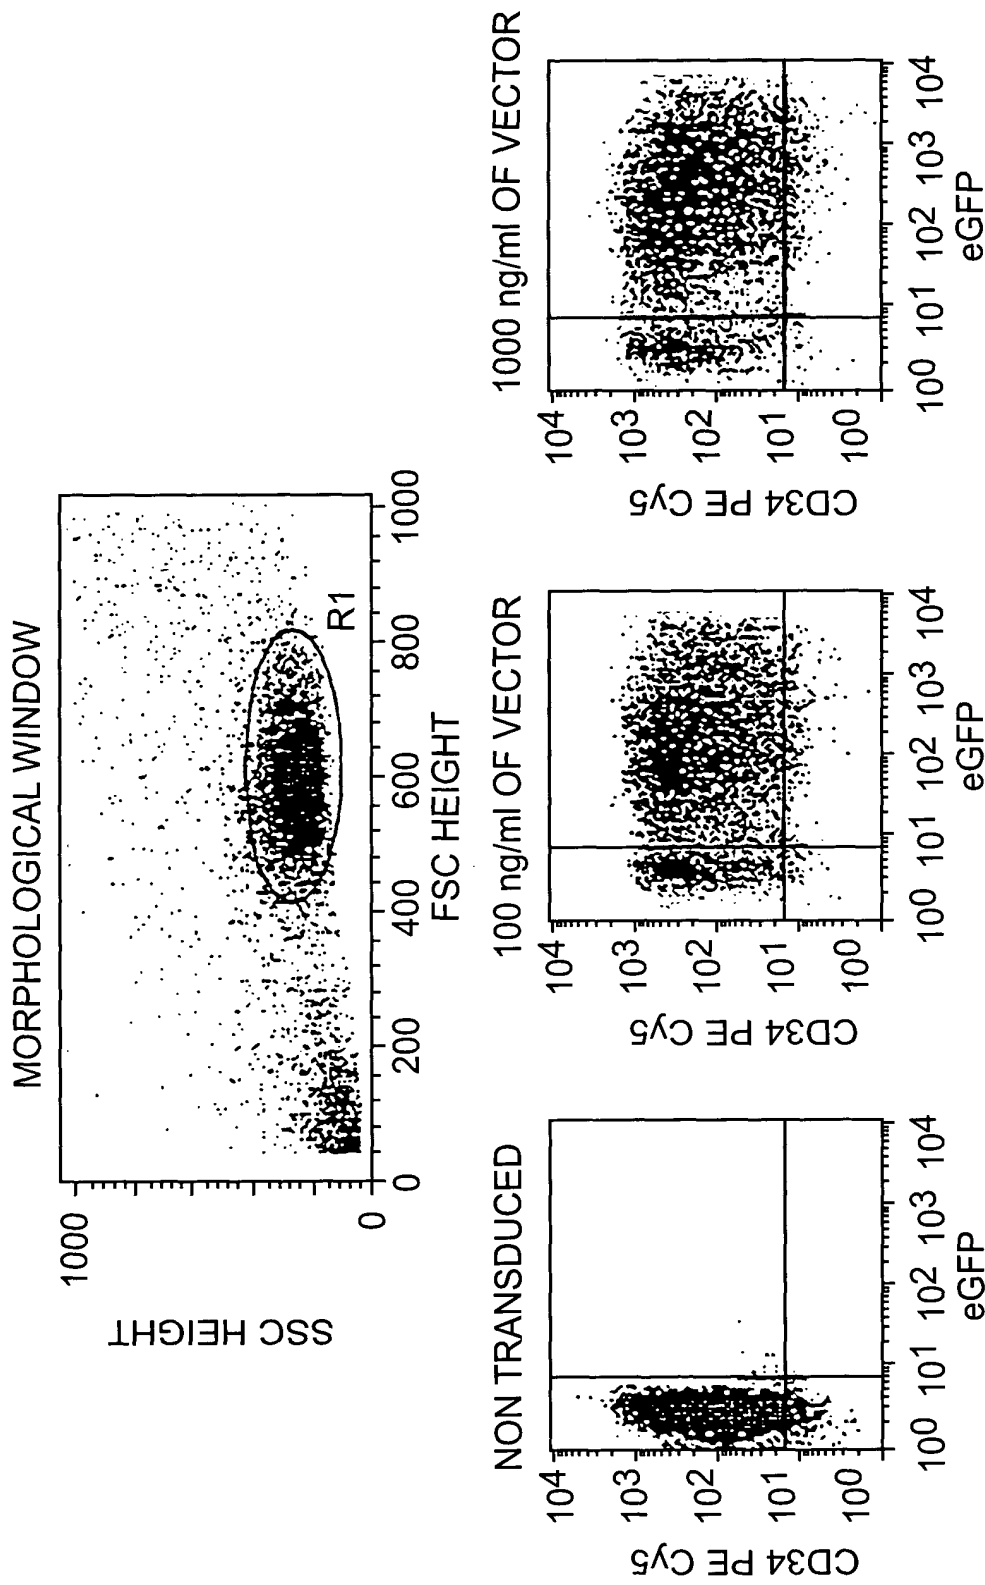 MORPHOLOGICAL WINDOW
1000
0
SSC HEIGHT
0 200 400 600 800 1000
FSC HEIGHT
R1
NON TRANSDUCED
10⁴
10³
10²
10¹
10⁰
CD34 PE Cy5
10⁰ 10¹ 10² 10³ 10⁴
eGFP
100 ng/ml OF VECTOR
10⁴
10³
10²
10¹
10⁰
CD34 PE Cy5
10⁰ 10¹ 10² 10³ 10⁴
eGFP
1000 ng/ml OF VECTOR
10⁴
10³
10²
10¹
10⁰
CD34 PE Cy5
10⁰ 10¹ 10² 10³ 10⁴
eGFP